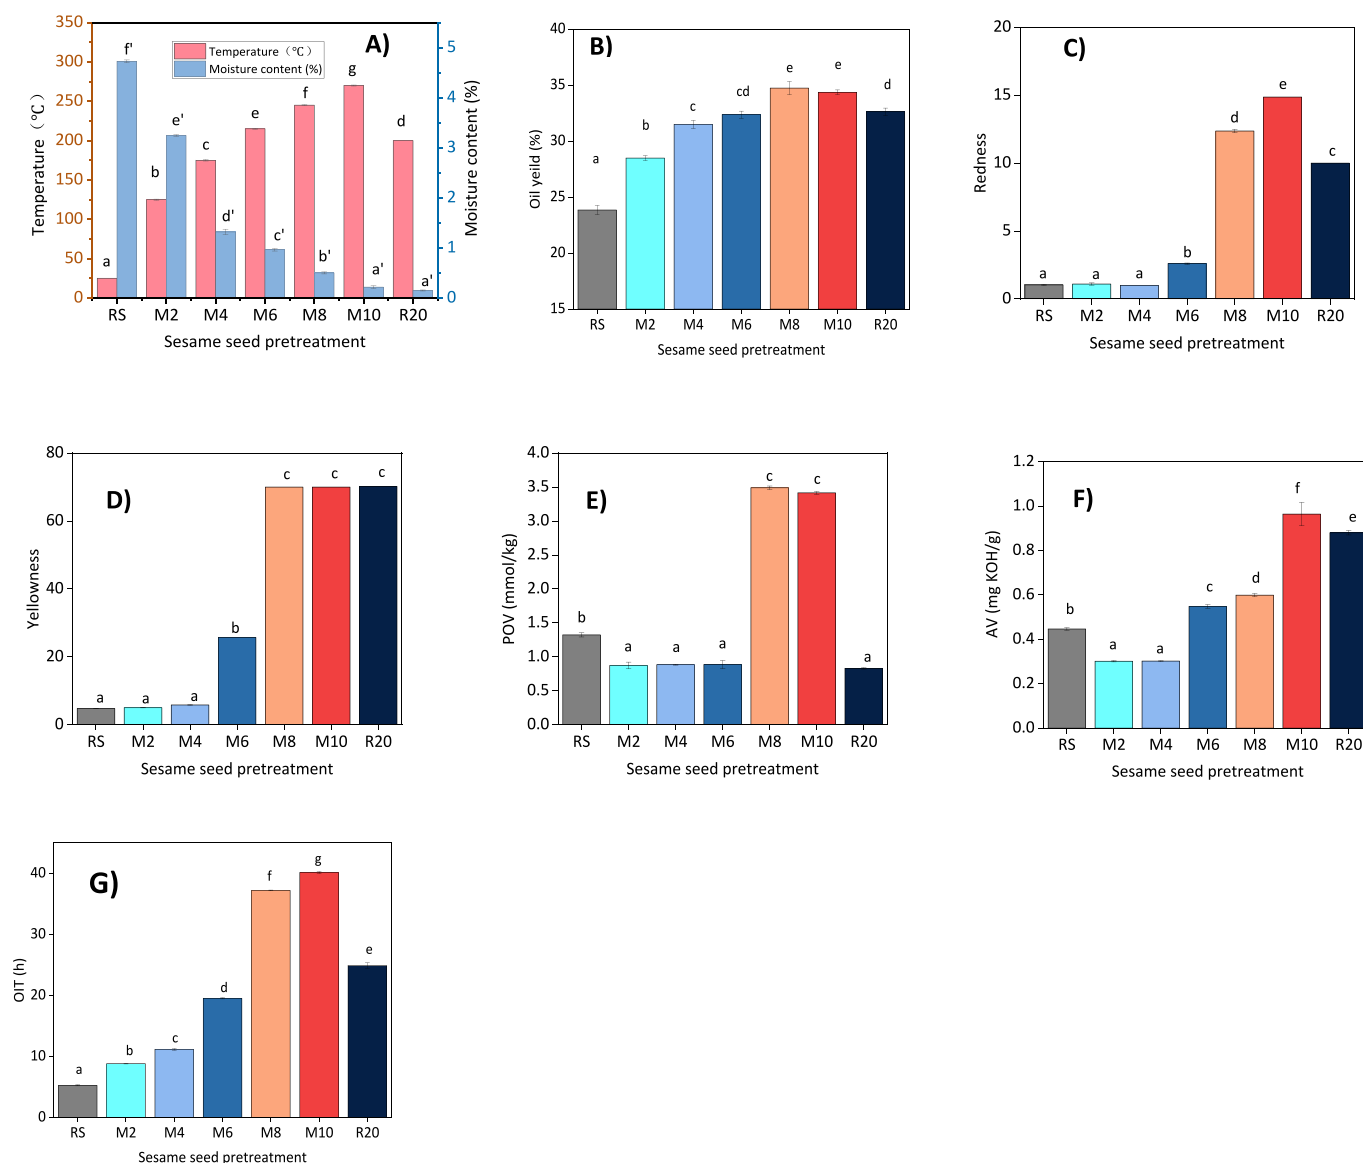 A)
Temperature（℃）
Moisture content (%)
350
300
250
200
150
100
50
0
Temperature（℃）
5
4
3
2
1
0
Moisture content (%)
a f' b e' c d' e c' f b' g a' d a'
RS M2 M4 M6 M8 M10 R20
Sesame seed pretreatment
B)
40
35
30
25
20
15
Oil yeild (%)
a b c cd e e d
RS M2 M4 M6 M8 M10 R20
Sesame seed pretreatment
C)
20
15
10
5
0
Redness
a a a b d e c
RS M2 M4 M6 M8 M10 R20
Sesame seed pretreatment
D)
80
60
40
20
0
Yellowness
a a a b c c c
RS M2 M4 M6 M8 M10 R20
Sesame seed pretreatment
E)
4.0
3.5
3.0
2.5
2.0
1.5
1.0
0.5
0.0
POV (mmol/kg)
b a a a c c a
RS M2 M4 M6 M8 M10 R20
Sesame seed pretreatment
F)
1.2
1.0
0.8
0.6
0.4
0.2
0.0
AV (mg KOH/g)
b a a c d f e
RS M2 M4 M6 M8 M10 R20
Sesame seed pretreatment
G)
40
30
20
10
0
OIT (h)
a b c d f g e
RS M2 M4 M6 M8 M10 R20
Sesame seed pretreatment